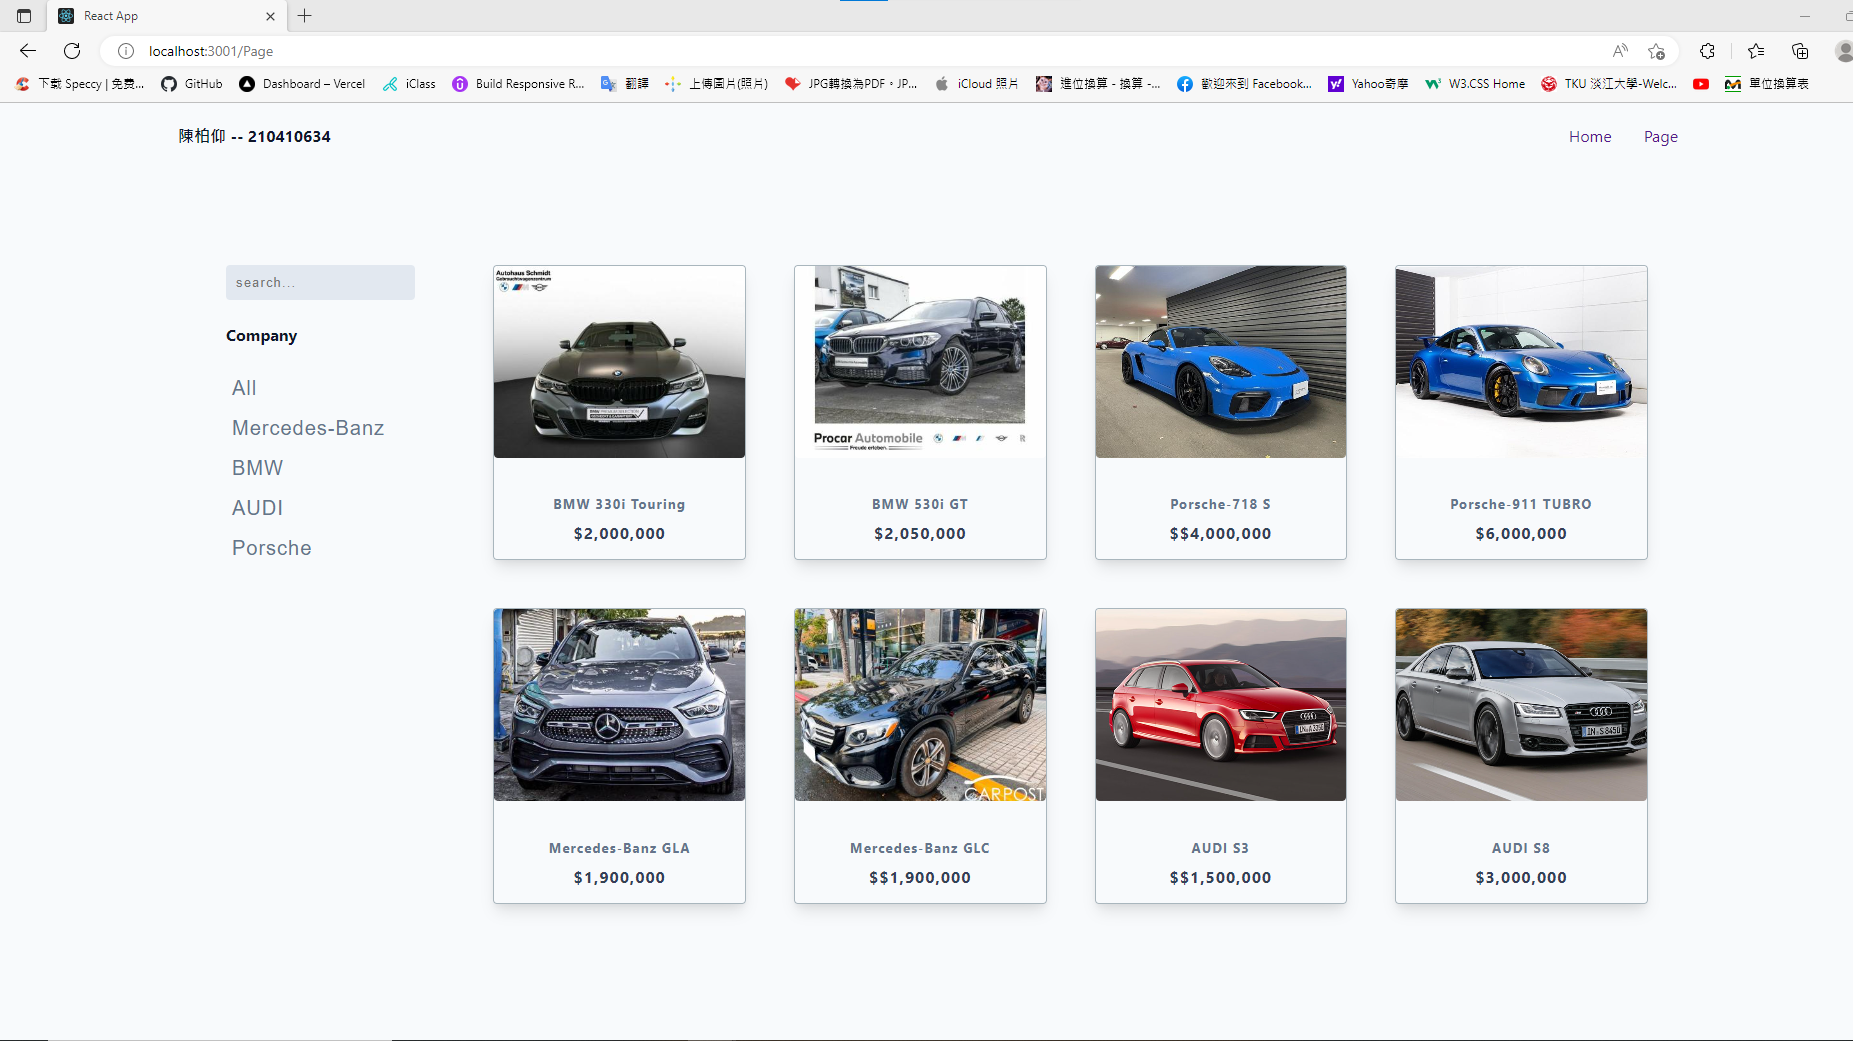 React App
localhost:3001/Page
下載 Speccy | 免費...
GitHub
Dashboard – Vercel
iClass
Build Responsive R...
翻譯
上傳圖片(照片)
JPG轉換為PDF。JP...
iCloud 照片
進位換算 - 換算 -...
歡迎來到 Facebook...
Yahoo奇摩
W3.CSS Home
TKU 淡江大學-Welc...
單位換算表
陳柏仰 -- 210410634
Home
Page
search...
Company
All
Mercedes-Banz
BMW
AUDI
Porsche
Autohaus Schmidt
Gebrauchtwagenzentrum
BMW 330i Touring
$2,000,000
Procar Automobile
Freude erleben.
BMW 530i GT
$2,050,000
Porsche-718 S
$$4,000,000
Porsche-911 TUBRO
$6,000,000
Mercedes-Banz GLA
$1,900,000
CARPOST
Mercedes-Banz GLC
$$1,900,000
AUDI S3
$$1,500,000
AUDI S8
$3,000,000